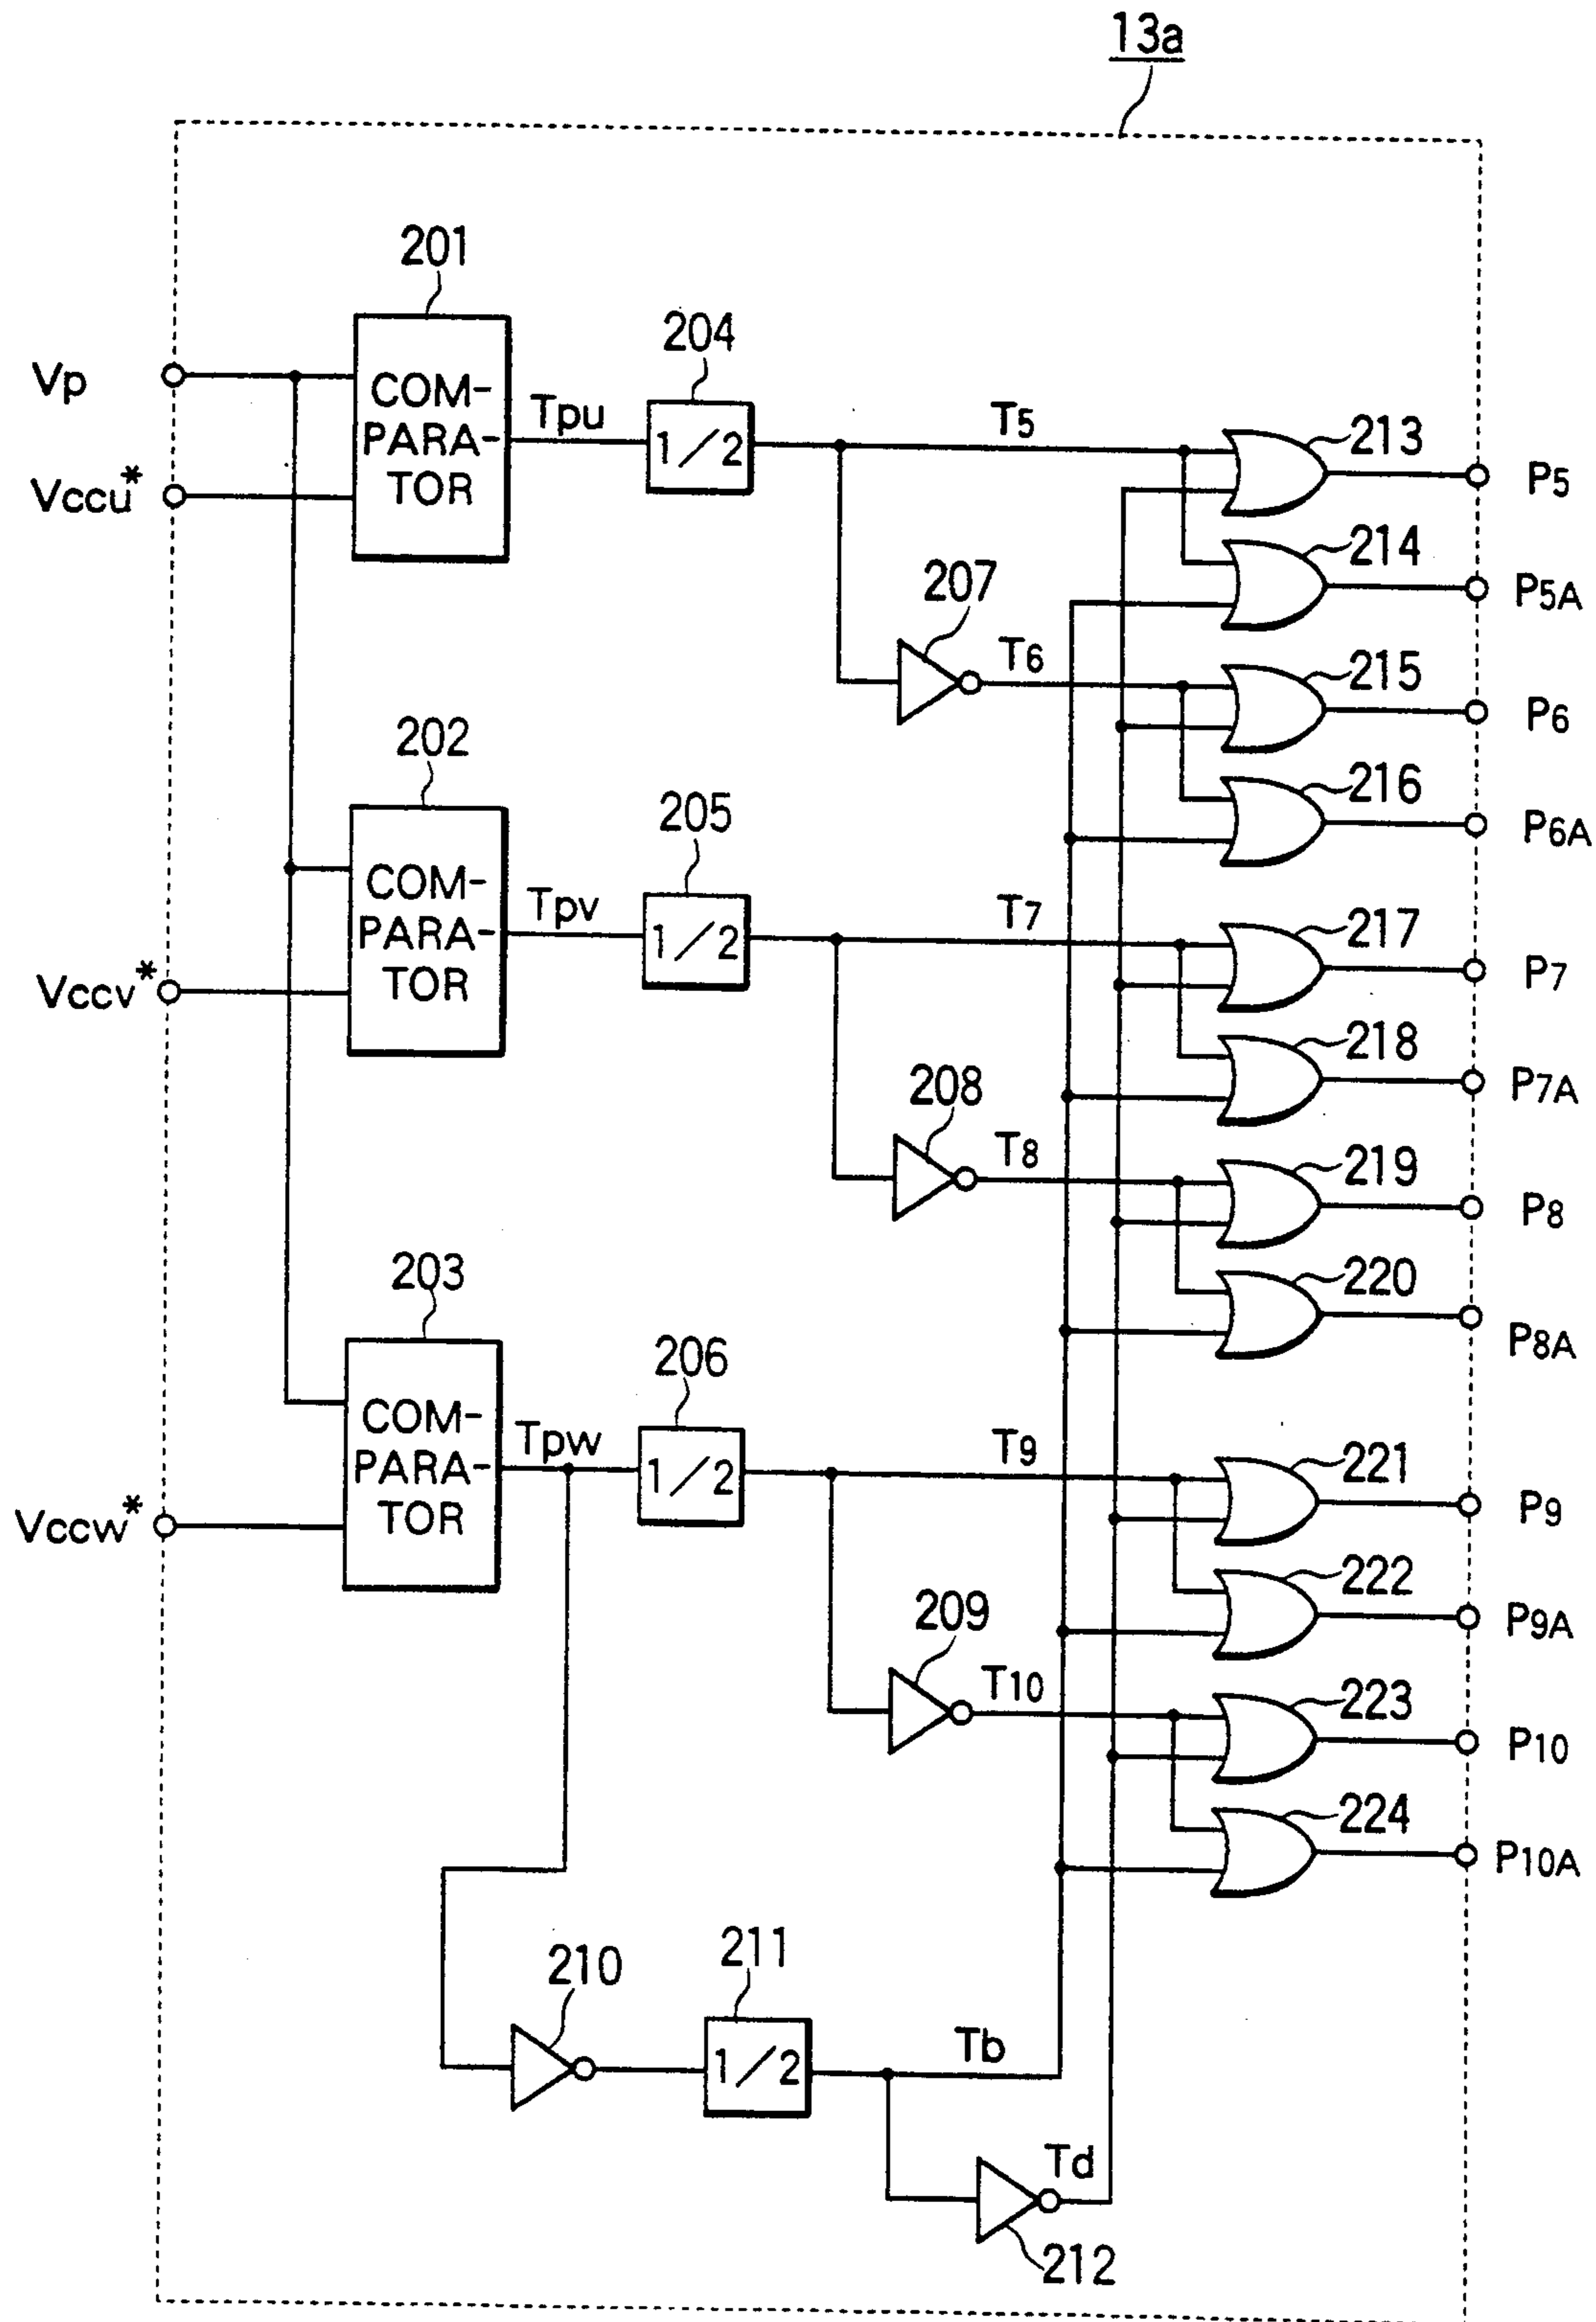 13a
201
204
Vp
COM-
PARA-
TOR
Tpu
1/2
T5
213
P5
Vccu*
214
P5A
207
T6
215
P6
202
205
216
P6A
COM-
PARA-
TOR
Tpv
1/2
T7
217
P7
Vccv*
218
P7A
208
T8
219
P8
203
206
220
P8A
COM-
PARA-
TOR
Tpw
1/2
T9
221
P9
Vccw*
222
P9A
209
T10
223
P10
224
P10A
210
211
1/2
Tb
Td
212